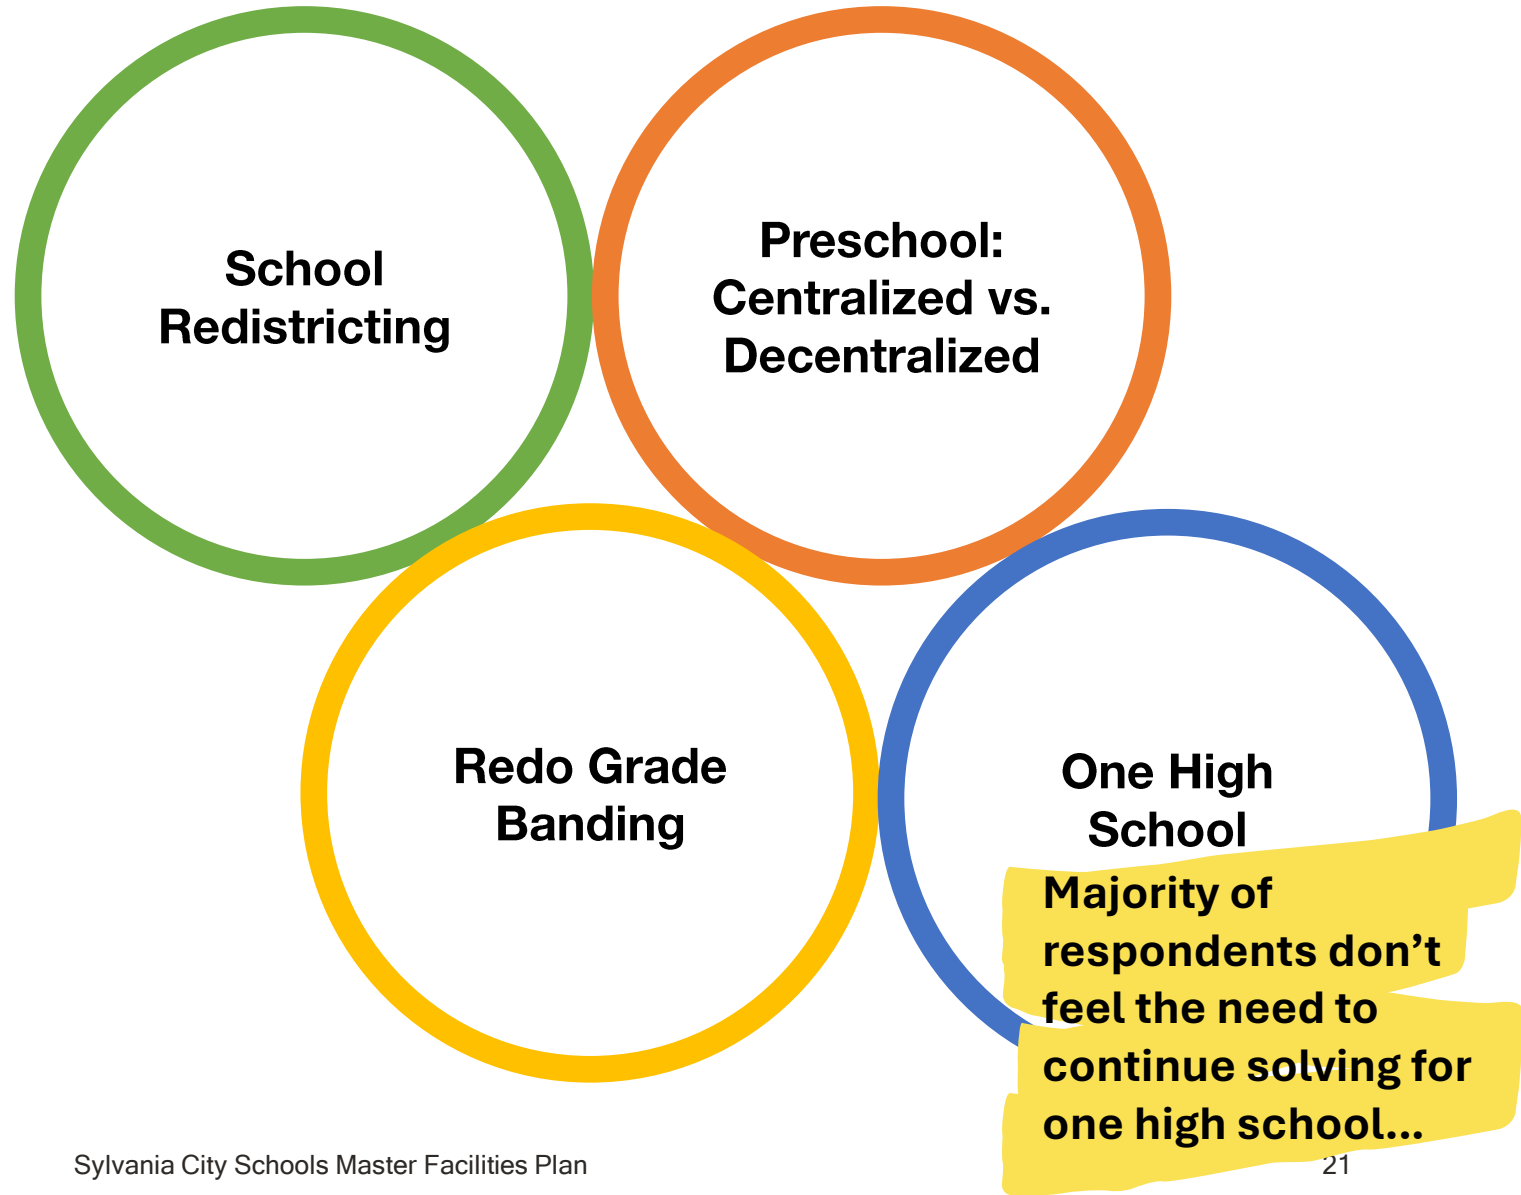 School
Redistricting
Preschool:
Centralized vs.
Decentralized
Redo Grade
Banding
One High
School
Majority of
respondents don’t
feel the need to
continue solving for
one high school...
Sylvania City Schools Master Facilities Plan
21